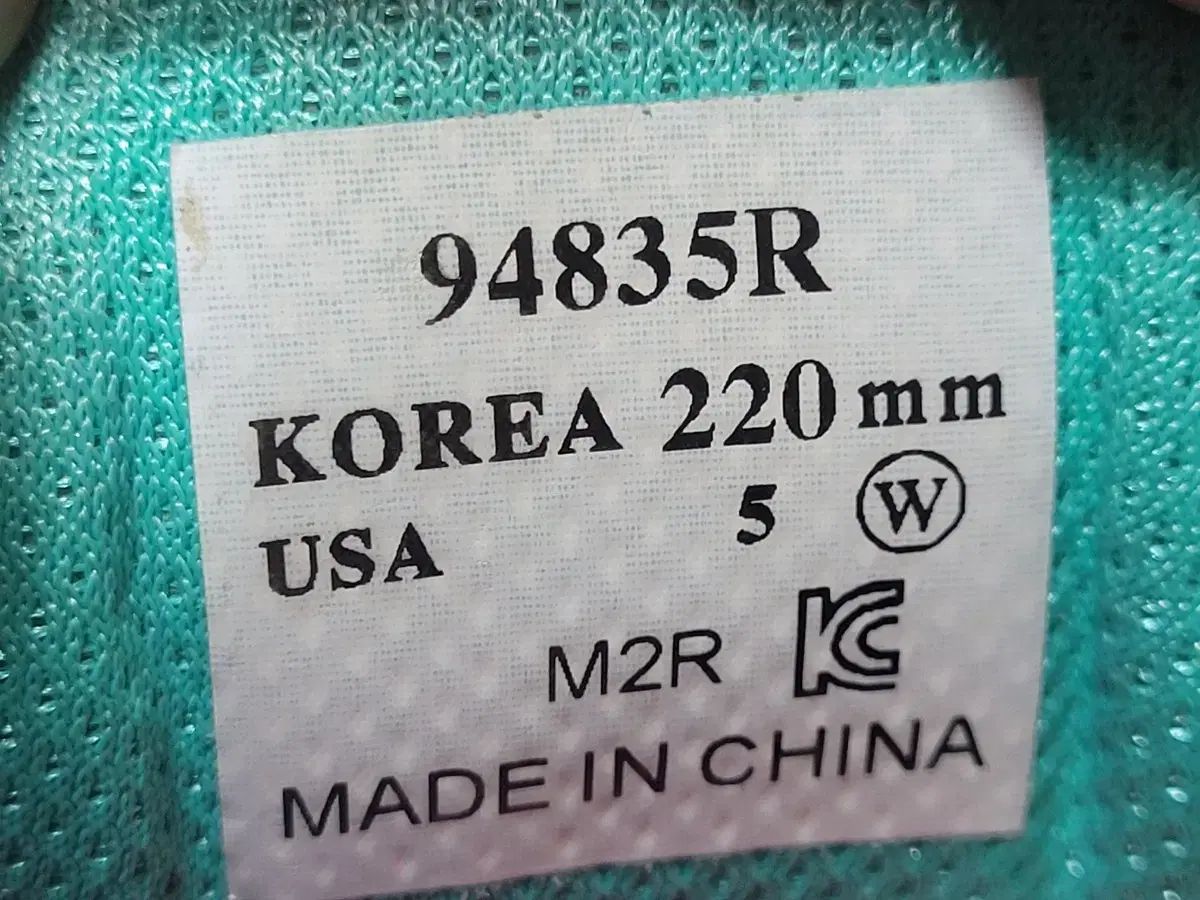 94835R
KOREA 220 mm
USA 5 W
M2R KC
MADE IN CHINA